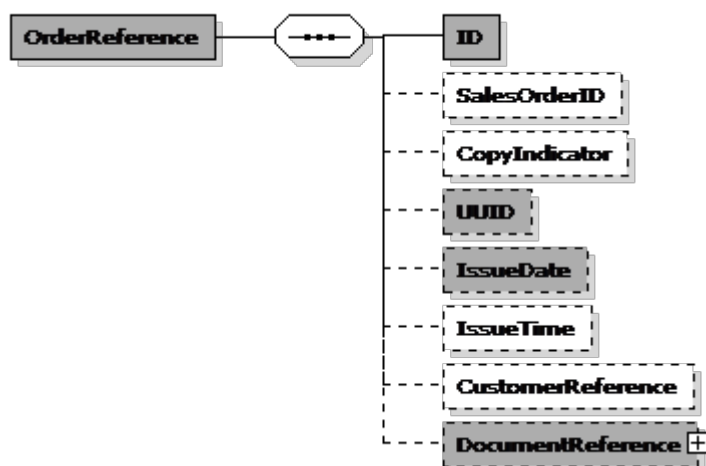 OrderReference
ID
SalesOrderID
CopyIndicator
UUID
IssueDate
IssueTime
CustomerReference
DocumentReference